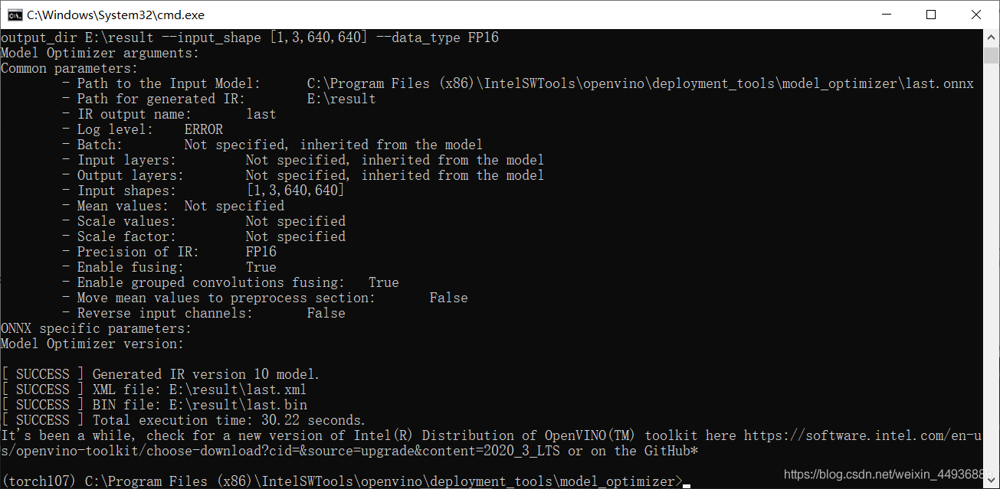 C:\Windows\System32\cmd.exe
output_dir E:\result --input_shape [1,3,640,640] --data_type FP16
Model Optimizer arguments:
Common parameters:
- Path to the Input Model: C:\Program Files (x86)\IntelSWTools\openvino\deployment_tools\model_optimizer\last.onnx
- Path for generated IR: E:\result
- IR output name: last
- Log level: ERROR
- Batch: Not specified, inherited from the model
- Input layers: Not specified, inherited from the model
- Output layers: Not specified, inherited from the model
- Input shapes: [1,3,640,640]
- Mean values: Not specified
- Scale values: Not specified
- Scale factor: Not specified
- Precision of IR: FP16
- Enable fusing: True
- Enable grouped convolutions fusing: True
- Move mean values to preprocess section: False
- Reverse input channels: False
ONNX specific parameters:
Model Optimizer version:
[ SUCCESS ] Generated IR version 10 model.
[ SUCCESS ] XML file: E:\result\last.xml
[ SUCCESS ] BIN file: E:\result\last.bin
[ SUCCESS ] Total execution time: 30.22 seconds.
It's been a while, check for a new version of Intel(R) Distribution of OpenVINO(TM) toolkit here https://software.intel.com/en-u
s/openvino-toolkit/choose-download?cid=&source=upgrade&content=2020_3_LTS or on the GitHub*
(torch107) C:\Program Files (x86)\IntelSWTools\openvino\deployment_tools\model_optimizer>